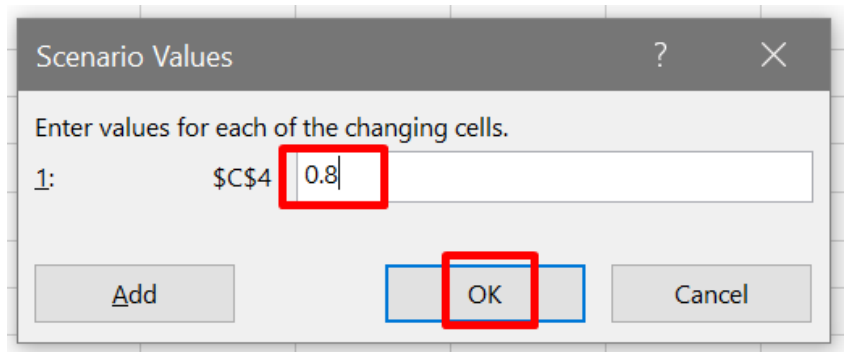 Scenario Values ? ×
Enter values for each of the changing cells.
1: $C$4 0.8
Add OK Cancel